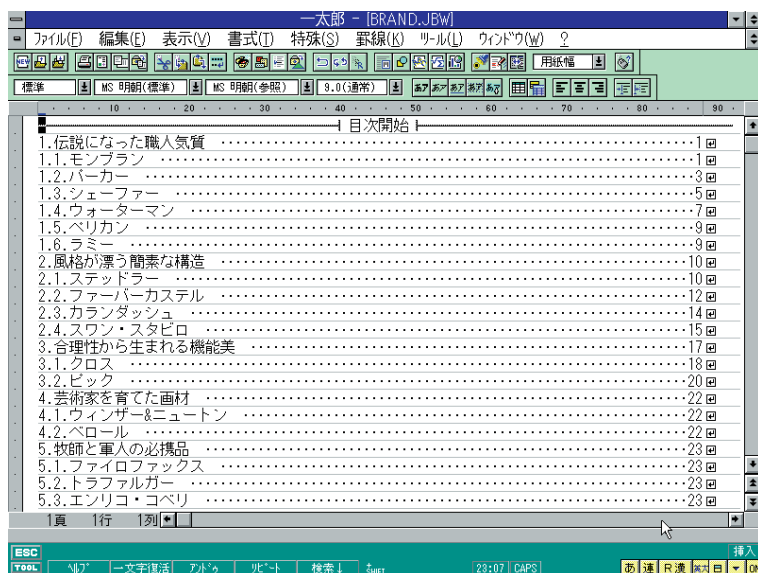 一太郎 - [BRAND.JBW]
ファイル(F) 編集(E) 表示(V) 書式(T) 特殊(S) 罫線(K) ツール(L) ウィンドウ(W) ?
用紙幅
標準 MS 明朝(標準) MS 明朝(参照) 9.0(通常)
10 20 30 40 50 60 70 80 90
目次開始
1.伝説になった職人気質 ・・・1
1.1.モンブラン ・・・1
1.2.パーカー ・・・3
1.3.シェーファー ・・・5
1.4.ウォーターマン ・・・7
1.5.ペリカン ・・・9
1.6.ラミー ・・・9
2.風格が漂う簡素な構造 ・・・10
2.1.ステッドラー ・・・10
2.2.ファーバーカステル ・・・12
2.3.カランダッシュ ・・・14
2.4.スワン・スタビロ ・・・15
3.合理性から生まれる機能美 ・・・17
3.1.クロス ・・・18
3.2.ビック ・・・20
4.芸術家を育てた画材 ・・・22
4.1.ウィンザー&ニュートン ・・・22
4.2.ベロール ・・・22
5.牧師と軍人の必携品 ・・・23
5.1.ファイロファックス ・・・23
5.2.トラファルガー ・・・23
5.3.エンリコ・コベリ ・・・23
1頁 1行 1列
ESC 挿入
TOOL ヘルプ 一文字復活 アンドゥ リピート 検索↓ SHIFT 23:07 CAPS あ 連 R漢 英大